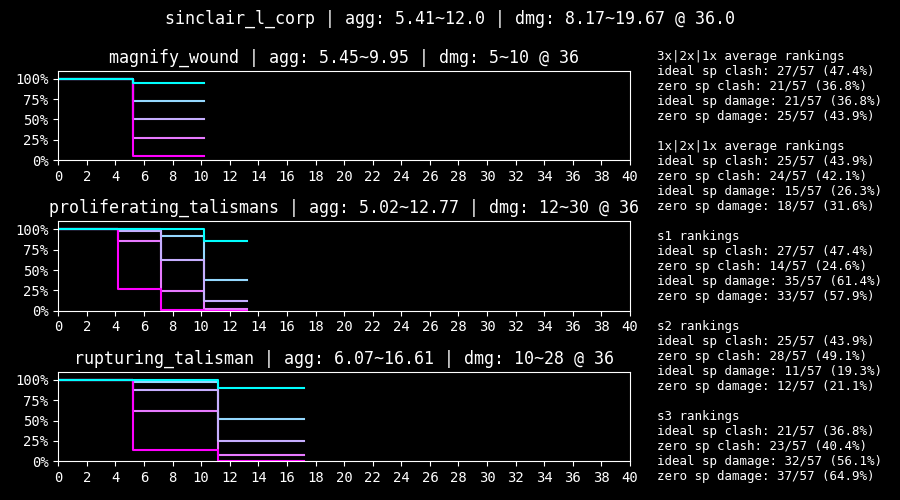 sinclair_l_corp | agg: 5.41~12.0 | dmg: 8.17~19.67 @ 36.0
magnify_wound | agg: 5.45~9.95 | dmg: 5~10 @ 36
100%
75%
50%
25%
0%
0 2 4 6 8 10 12 14 16 18 20 22 24 26 28 30 32 34 36 38 40
proliferating_talismans | agg: 5.02~12.77 | dmg: 12~30 @ 36
100%
75%
50%
25%
0%
0 2 4 6 8 10 12 14 16 18 20 22 24 26 28 30 32 34 36 38 40
rupturing_talisman | agg: 6.07~16.61 | dmg: 10~28 @ 36
100%
75%
50%
25%
0%
0 2 4 6 8 10 12 14 16 18 20 22 24 26 28 30 32 34 36 38 40
3x|2x|1x average rankings
ideal sp clash: 27/57 (47.4%)
zero sp clash: 21/57 (36.8%)
ideal sp damage: 21/57 (36.8%)
zero sp damage: 25/57 (43.9%)
1x|2x|1x average rankings
ideal sp clash: 25/57 (43.9%)
zero sp clash: 24/57 (42.1%)
ideal sp damage: 15/57 (26.3%)
zero sp damage: 18/57 (31.6%)
s1 rankings
ideal sp clash: 27/57 (47.4%)
zero sp clash: 14/57 (24.6%)
ideal sp damage: 35/57 (61.4%)
zero sp damage: 33/57 (57.9%)
s2 rankings
ideal sp clash: 25/57 (43.9%)
zero sp clash: 28/57 (49.1%)
ideal sp damage: 11/57 (19.3%)
zero sp damage: 12/57 (21.1%)
s3 rankings
ideal sp clash: 21/57 (36.8%)
zero sp clash: 23/57 (40.4%)
ideal sp damage: 32/57 (56.1%)
zero sp damage: 37/57 (64.9%)